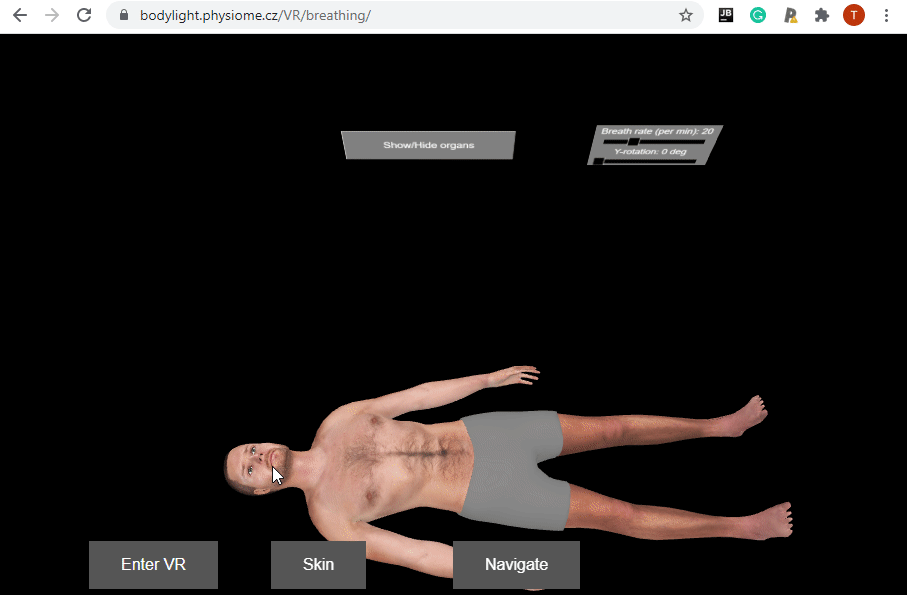 bodylight.physiome.cz/VR/breathing/
JB
G
P
T
Show/Hide organs
Breath rate (per min): 20
Y-rotation: 0 deg
Enter VR
Skin
Navigate